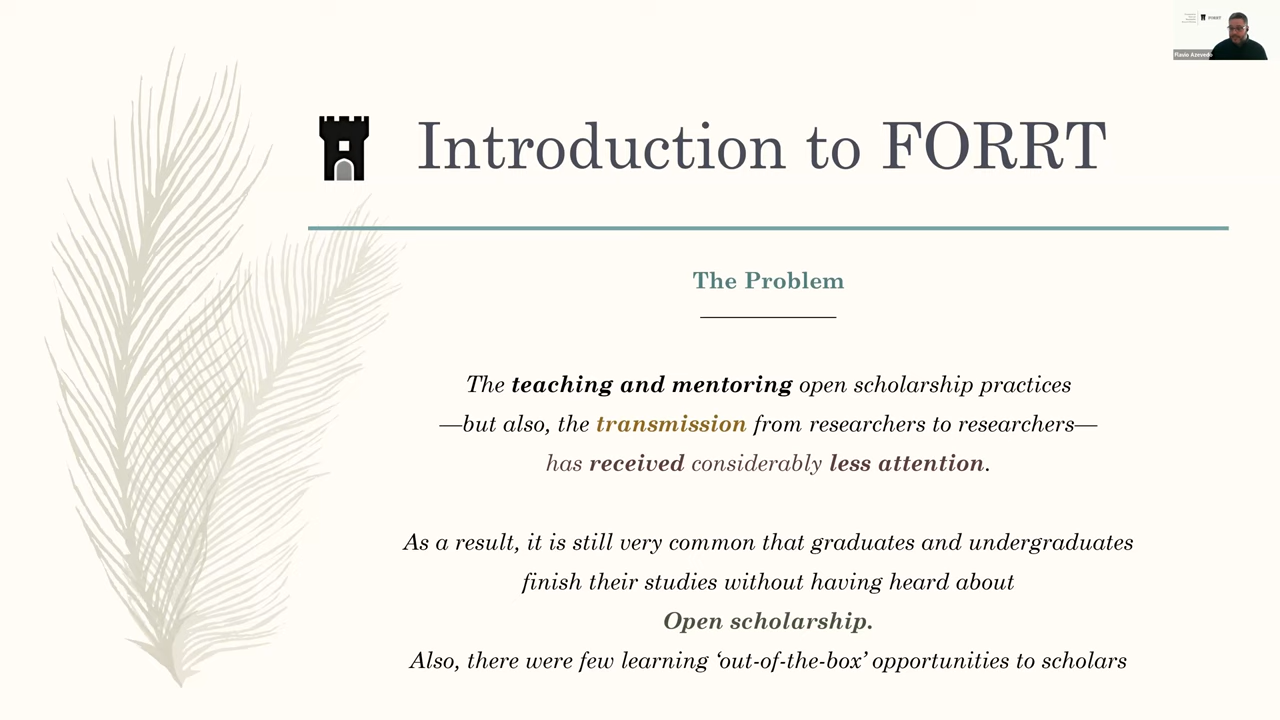 Introduction to FORRT
The Problem
The teaching and mentoring open scholarship practices
—but also, the transmission from researchers to researchers—
has received considerably less attention.
As a result, it is still very common that graduates and undergraduates
finish their studies without having heard about
Open scholarship.
Also, there were few learning ‘out-of-the-box’ opportunities to scholars
FORRT
Flavio Azevedo